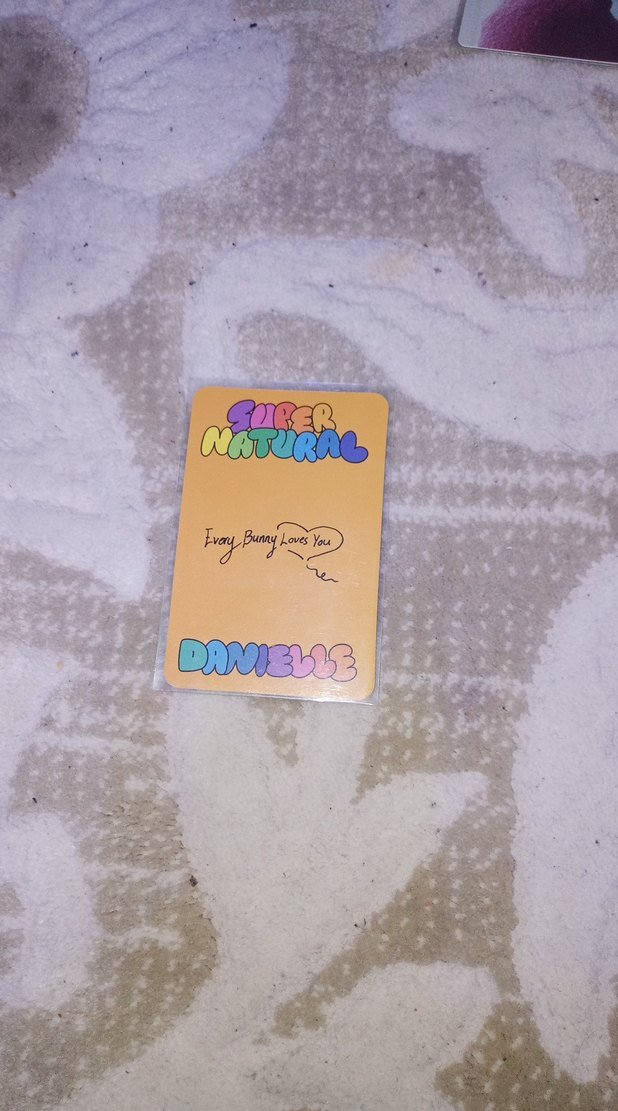 SUPER
NATURAL
Every Bunny Loves You
DANIELLE